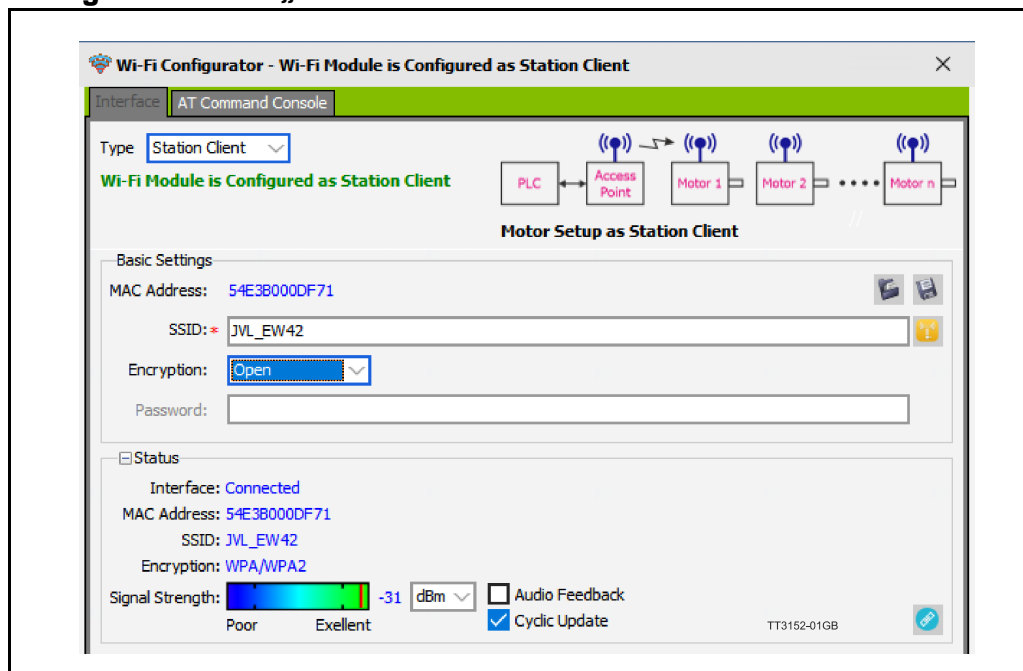 Wi-Fi Configurator - Wi-Fi Module is Configured as Station Client
Interface AT Command Console
Type Station Client
Wi-Fi Module is Configured as Station Client
PLC Access Point Motor 1 Motor 2 Motor n
Motor Setup as Station Client
Basic Settings
MAC Address: 54E3B000DF71
SSID:* JVL_EW42
Encryption: Open
Password:
Status
Interface: Connected
MAC Address: 54E3B000DF71
SSID: JVL_EW42
Encryption: WPA/WPA2
Signal Strength: -31 dBm Audio Feedback
Poor Exellent Cyclic Update TT3152-01GB